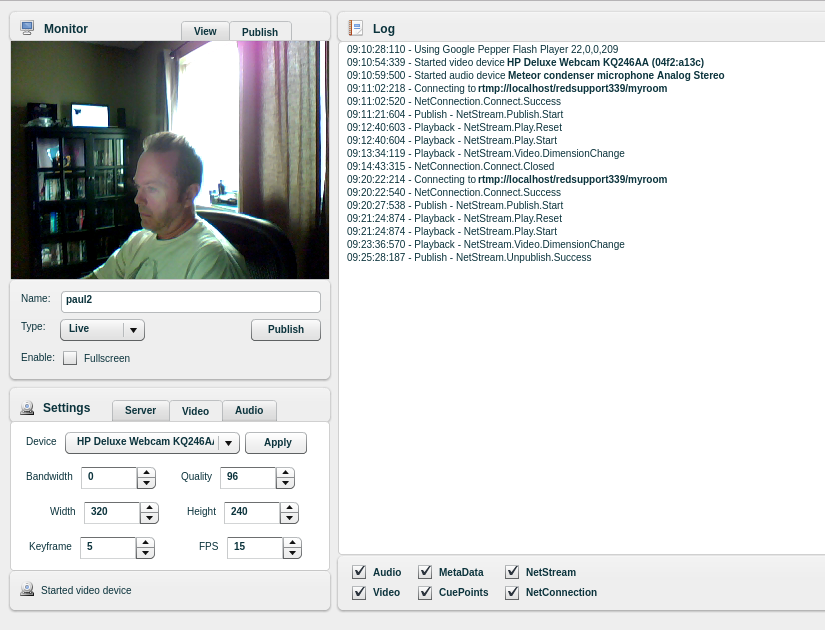 Monitor
View
Publish
Name:
paul2
Type:
Live
Publish
Enable:
Fullscreen
Settings
Server
Video
Audio
Device
HP Deluxe Webcam KQ246A
Apply
Bandwidth
0
Quality
96
Width
320
Height
240
Keyframe
5
FPS
15
Started video device
Log
09:10:28:110 - Using Google Pepper Flash Player 22,0,0,209
09:10:54:339 - Started video device HP Deluxe Webcam KQ246AA (04f2:a13c)
09:10:59:500 - Started audio device Meteor condenser microphone Analog Stereo
09:11:02:218 - Connecting to rtmp://localhost/redsupport339/myroom
09:11:02:520 - NetConnection.Connect.Success
09:11:21:604 - Publish - NetStream.Publish.Start
09:12:40:603 - Playback - NetStream.Play.Reset
09:12:40:604 - Playback - NetStream.Play.Start
09:13:34:119 - Playback - NetStream.Video.DimensionChange
09:14:43:315 - NetConnection.Connect.Closed
09:20:22:214 - Connecting to rtmp://localhost/redsupport339/myroom
09:20:22:540 - NetConnection.Connect.Success
09:20:27:538 - Publish - NetStream.Publish.Start
09:21:24:874 - Playback - NetStream.Play.Reset
09:21:24:874 - Playback - NetStream.Play.Start
09:23:36:570 - Playback - NetStream.Video.DimensionChange
09:25:28:187 - Publish - NetStream.Unpublish.Success
Audio
MetaData
NetStream
Video
CuePoints
NetConnection